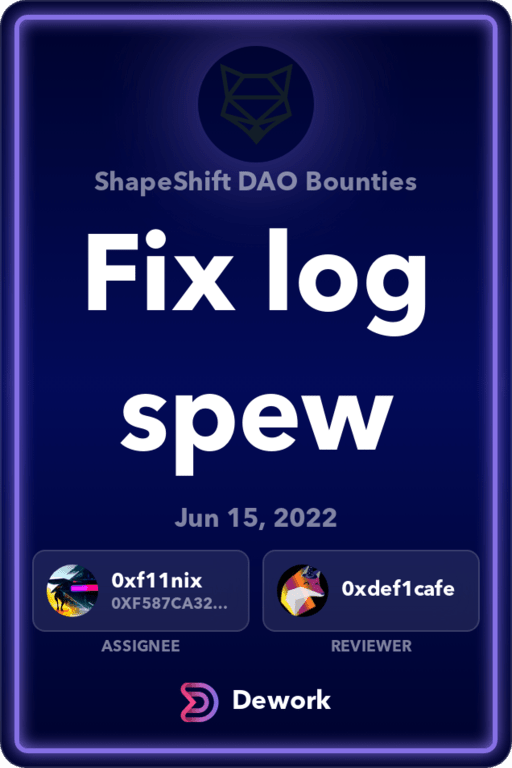 ShapeShift DAO Bounties
Fix log
spew
Jun 15, 2022
0xf11nix
0XF587CA32...
0xdef1cafe
ASSIGNEE
REVIEWER
Dework